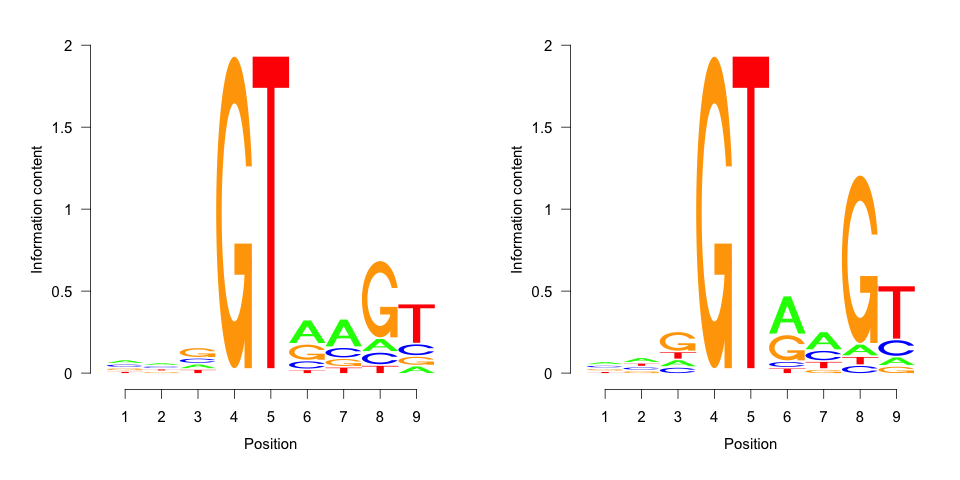 Information content
2
1.5
1
0.5
0
G T
A A G T
G
G C A C
C C G C G
A T T T A
1 2 3 4 5 6 7 8 9
Position
Information content
2
1.5
1
0.5
0
G T
A A G T
G
T G C A C
A C T T A
C T G C G
1 2 3 4 5 6 7 8 9
Position